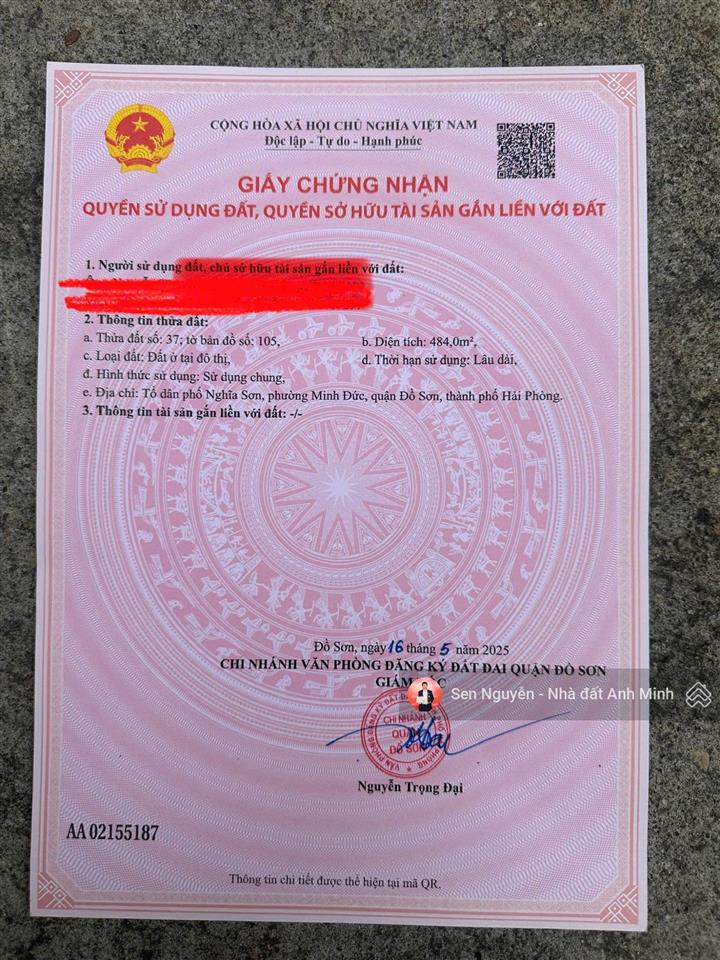 CỘNG HÒA XÃ HỘI CHỦ NGHĨA VIỆT NAM
Độc lập - Tự do - Hạnh phúc
GIẤY CHỨNG NHẬN
QUYỀN SỬ DỤNG ĐẤT, QUYỀN SỞ HỮU TÀI SẢN GẮN LIỀN VỚI ĐẤT
1. Người sử dụng đất, chủ sở hữu tài sản gắn liền với đất:
2. Thông tin thửa đất:
a. Thửa đất số: 37; tờ bản đồ số: 105, b. Diện tích: 484,0m²,
c. Loại đất: Đất ở tại đô thị, d. Thời hạn sử dụng: Lâu dài,
đ. Hình thức sử dụng: Sử dụng chung,
e. Địa chỉ: Tổ dân phố Nghĩa Sơn, phường Minh Đức, quận Đồ Sơn, thành phố Hải Phòng.
3. Thông tin tài sản gắn liền với đất: -/-
Đồ Sơn, ngày 16 tháng 5 năm 2025
CHI NHÁNH VĂN PHÒNG ĐĂNG KÝ ĐẤT ĐAI QUẬN ĐỒ SƠN
Sen Nguyên - Nhà đất Anh Minh
CHI NHÁNH
QUẬN
ĐỒ SƠN
Nguyễn Trọng Đại
AA 02155187
Thông tin chi tiết được thể hiện tại mã QR.